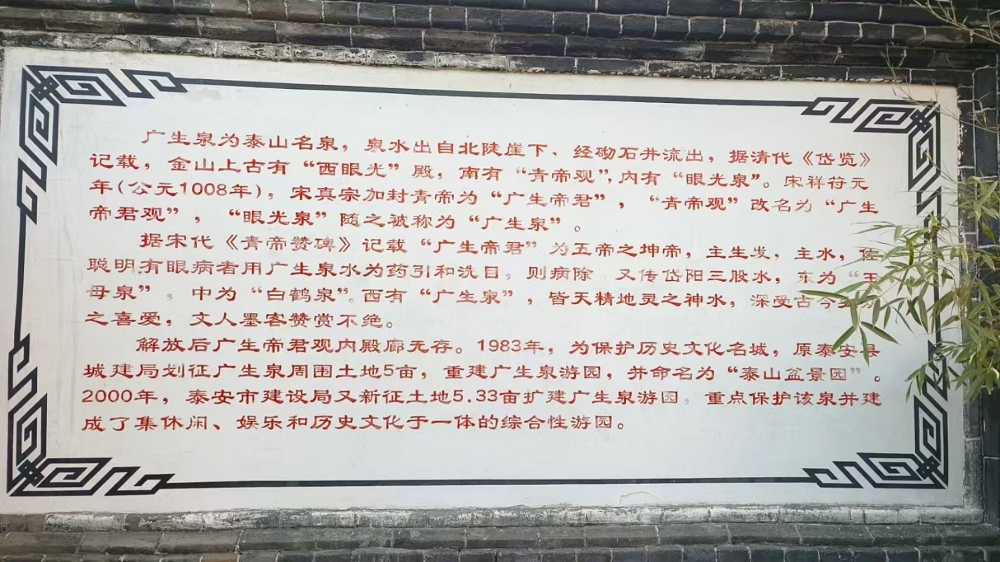 广生泉为泰山名泉，泉水出自北陡崖下，经砌石井流出，据清代《岱览》
记载，金山上古有“西眼光”殿，南有“青帝观”，内有“眼光泉”。宋祥符元
年(公元1008年)，宋真宗加封青帝为“广生帝君”，“青帝观”改名为“广生
帝君观”，“眼光泉”随之被称为“广生泉”。
据宋代《青帝赞碑》记载“广生帝君”为五帝之坤帝，主生发，主水，佐
聪明有眼病者用广生泉水为药引和洗目，则病除，又传岱阳三股水，东为“王
母泉”，中为“白鹤泉”。西有“广生泉”，皆天精地灵之神水，深受古今
之喜爱，文人墨客赞赏不绝。
解放后广生帝君观内殿廊无存。1983年，为保护历史文化名城，原泰安县
城建局划征广生泉周围土地5亩，重建广生泉游园，并命名为“泰山盆景园”。
2000年，泰安市建设局又新征土地5.33亩扩建广生泉游园，重点保护该泉并建
成了集休闲、娱乐和历史文化于一体的综合性游园。